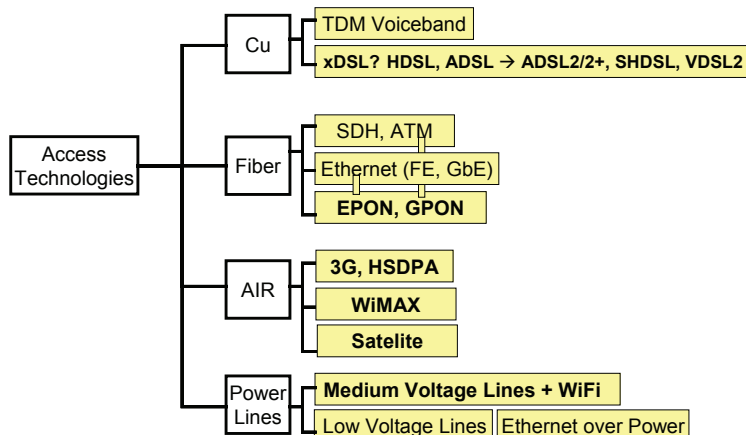 TDM Voiceband
Cu
xDSL? HDSL, ADSL → ADSL2/2+, SHDSL, VDSL2
SDH, ATM
Access
Technologies
Fiber
Ethernet (FE, GbE)
EPON, GPON
3G, HSDPA
AIR
WiMAX
Satelite
Power
Lines
Medium Voltage Lines + WiFi
Low Voltage Lines
Ethernet over Power